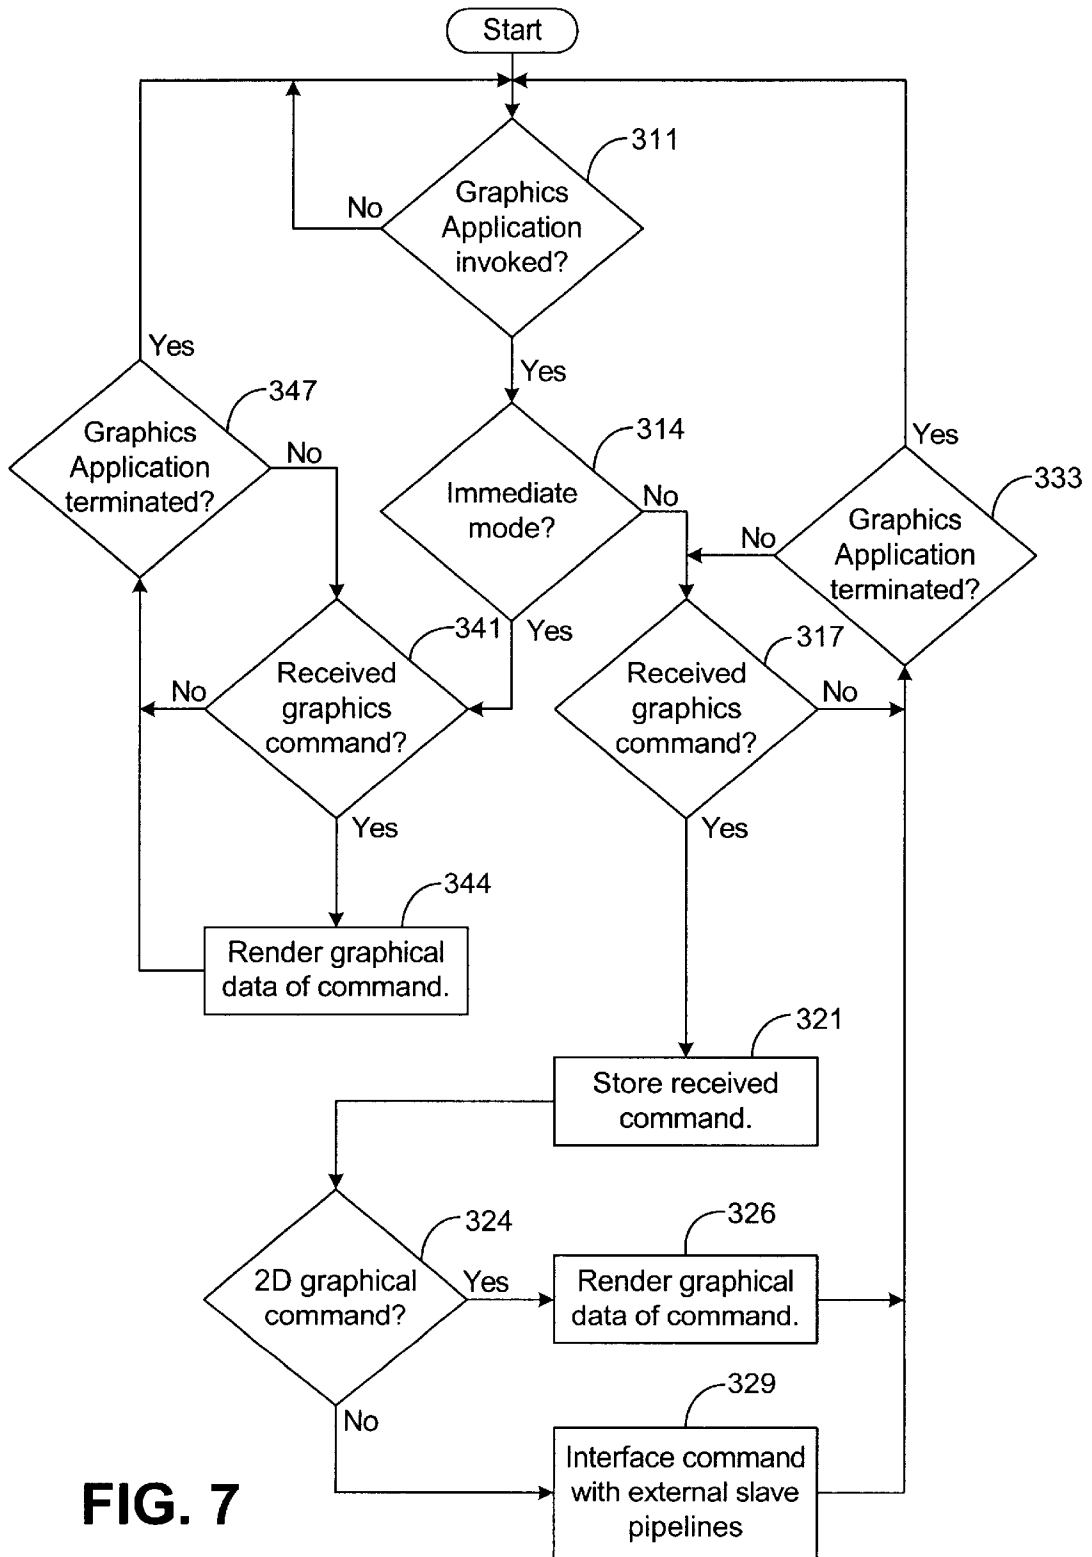 Start
311
Graphics
Application
invoked?
No
Yes
Yes
347
Graphics
Application
terminated?
No
314
Immediate
mode?
No
Yes
Yes
333
Graphics
Application
terminated?
No
341
Received
graphics
command?
No
Yes
317
Received
graphics
command?
No
Yes
344
Render graphical
data of command.
321
Store received
command.
324
2D graphical
command?
Yes
No
326
Render graphical
data of command.
329
Interface command
with external slave
pipelines
FIG. 7